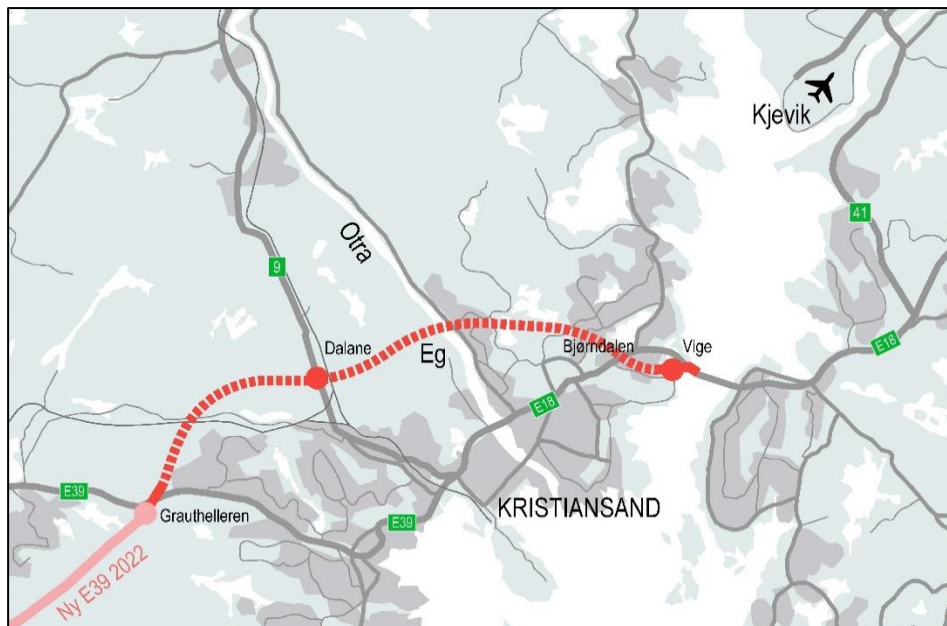 Kjevik
41
Otra
9
E18
Dalane
Eg
Bjørndalen
Vige
E18
E39
Grauthelleren
KRISTIANSAND
E39
Ny E39 2022